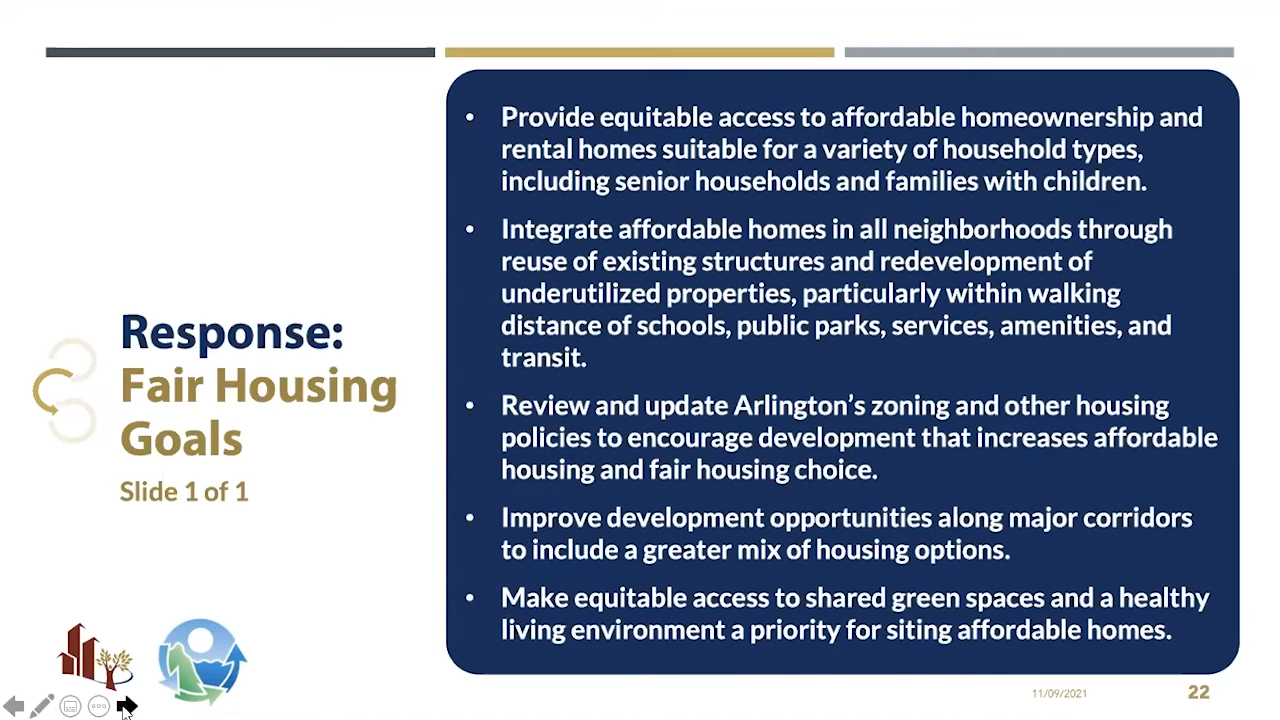 Response:
Fair Housing
Goals
Slide 1 of 1
• Provide equitable access to affordable homeownership and
rental homes suitable for a variety of household types,
including senior households and families with children.
• Integrate affordable homes in all neighborhoods through
reuse of existing structures and redevelopment of
underutilized properties, particularly within walking
distance of schools, public parks, services, amenities, and
transit.
• Review and update Arlington’s zoning and other housing
policies to encourage development that increases affordable
housing and fair housing choice.
• Improve development opportunities along major corridors
to include a greater mix of housing options.
• Make equitable access to shared green spaces and a healthy
living environment a priority for siting affordable homes.
11/09/2021
22